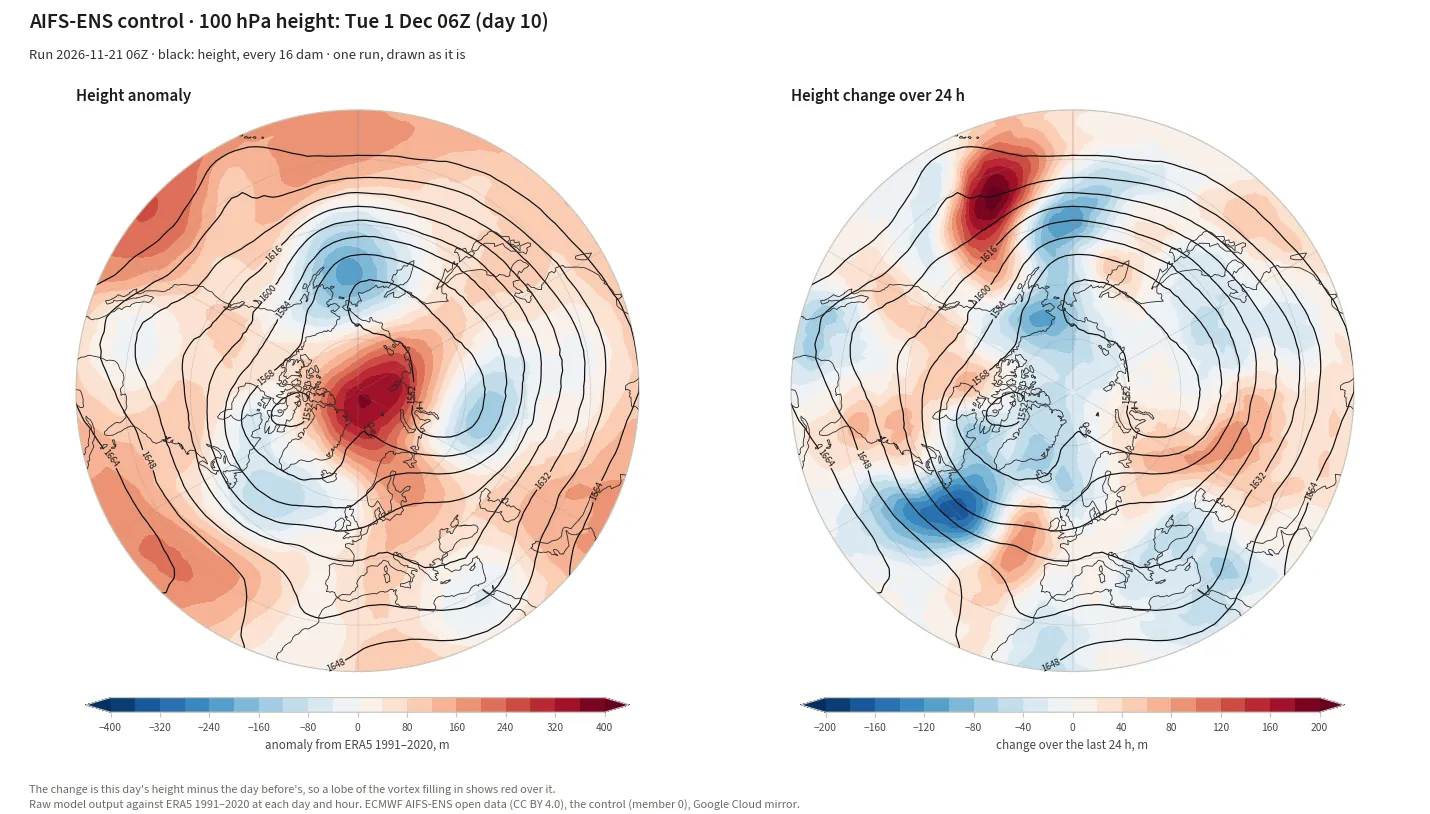 AIFS-ENS control · 100 hPa height: Tue 1 Dec 06Z (day 10)
Run 2026-11-21 06Z · black: height, every 16 dam · one run, drawn as it is
Height anomaly
Height change over 24 h
1616
1600
1584
1568
1552
1552
1664
1648
1632
1664
1648
1616
1600
1584
1568
1552
1552
1664
1648
1632
1664
1648
−400 −320 −240 −160 −80 0 80 160 240 320 400
anomaly from ERA5 1991–2020, m
−200 −160 −120 −80 −40 0 40 80 120 160 200
change over the last 24 h, m
The change is this day's height minus the day before's, so a lobe of the vortex filling in shows red over it.
Raw model output against ERA5 1991–2020 at each day and hour. ECMWF AIFS-ENS open data (CC BY 4.0), the control (member 0), Google Cloud mirror.